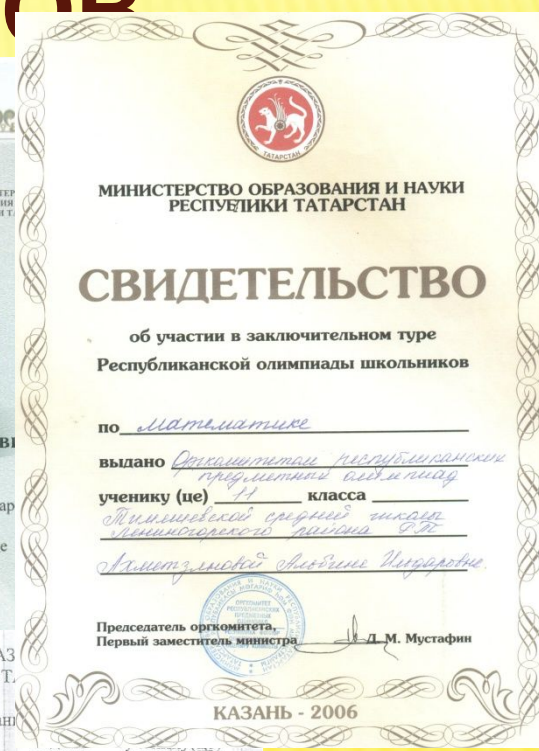 ОВ
ТАТАРСТАН
МИНИСТЕРСТВО ОБРАЗОВАНИЯ И НАУКИ
РЕСПУБЛИКИ ТАТАРСТАН
СВИДЕТЕЛЬСТВО
об участии в заключительном туре
Республиканской олимпиады школьников
по математике
выдано Оргкомитетом республиканских
предметных олимпиад
ученику (це) 11 класса
Тимяшевской средней школы
Лениногорского района РТ
Ахметзяновой Альбине Илдаровне.
Председатель оргкомитета,
Первый заместитель министра Д. М. Мустафин
КАЗАНЬ - 2006